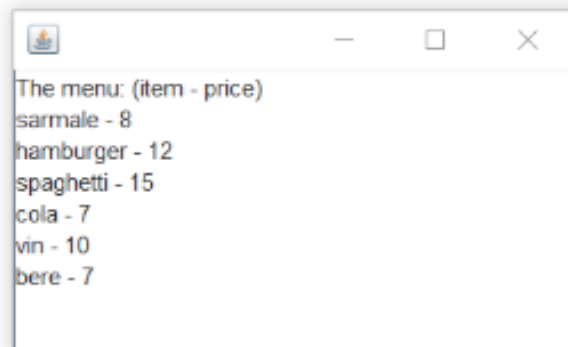 The menu: (item - price)
sarmale - 8
hamburger - 12
spaghetti - 15
cola - 7
vin - 10
bere - 7